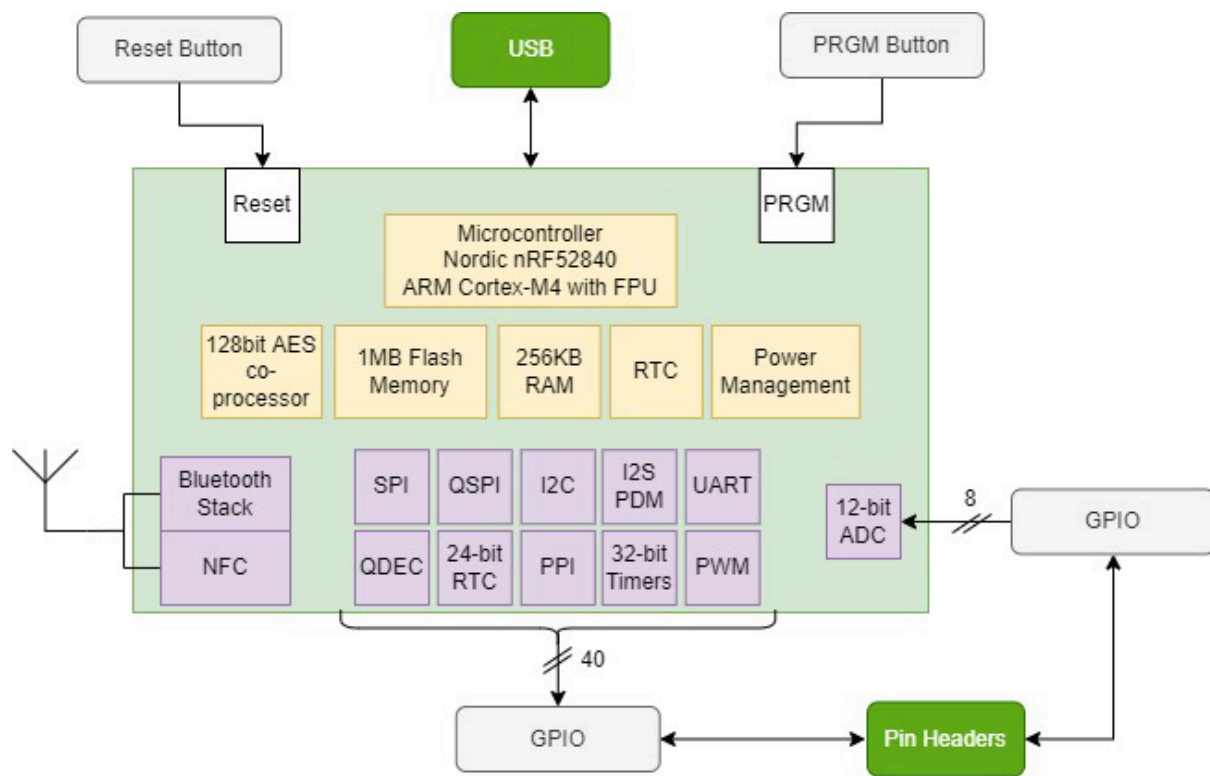 Reset Button
USB
PRGM Button
Reset
PRGM
Microcontroller
Nordic nRF52840
ARM Cortex-M4 with FPU
128bit AES
co-
processor
1MB Flash
Memory
256KB
RAM
RTC
Power
Management
Bluetooth
Stack
SPI
QSPI
I2C
I2S
PDM
UART
12-bit
ADC
8
GPIO
NFC
QDEC
24-bit
RTC
PPI
32-bit
Timers
PWM
40
GPIO
Pin Headers